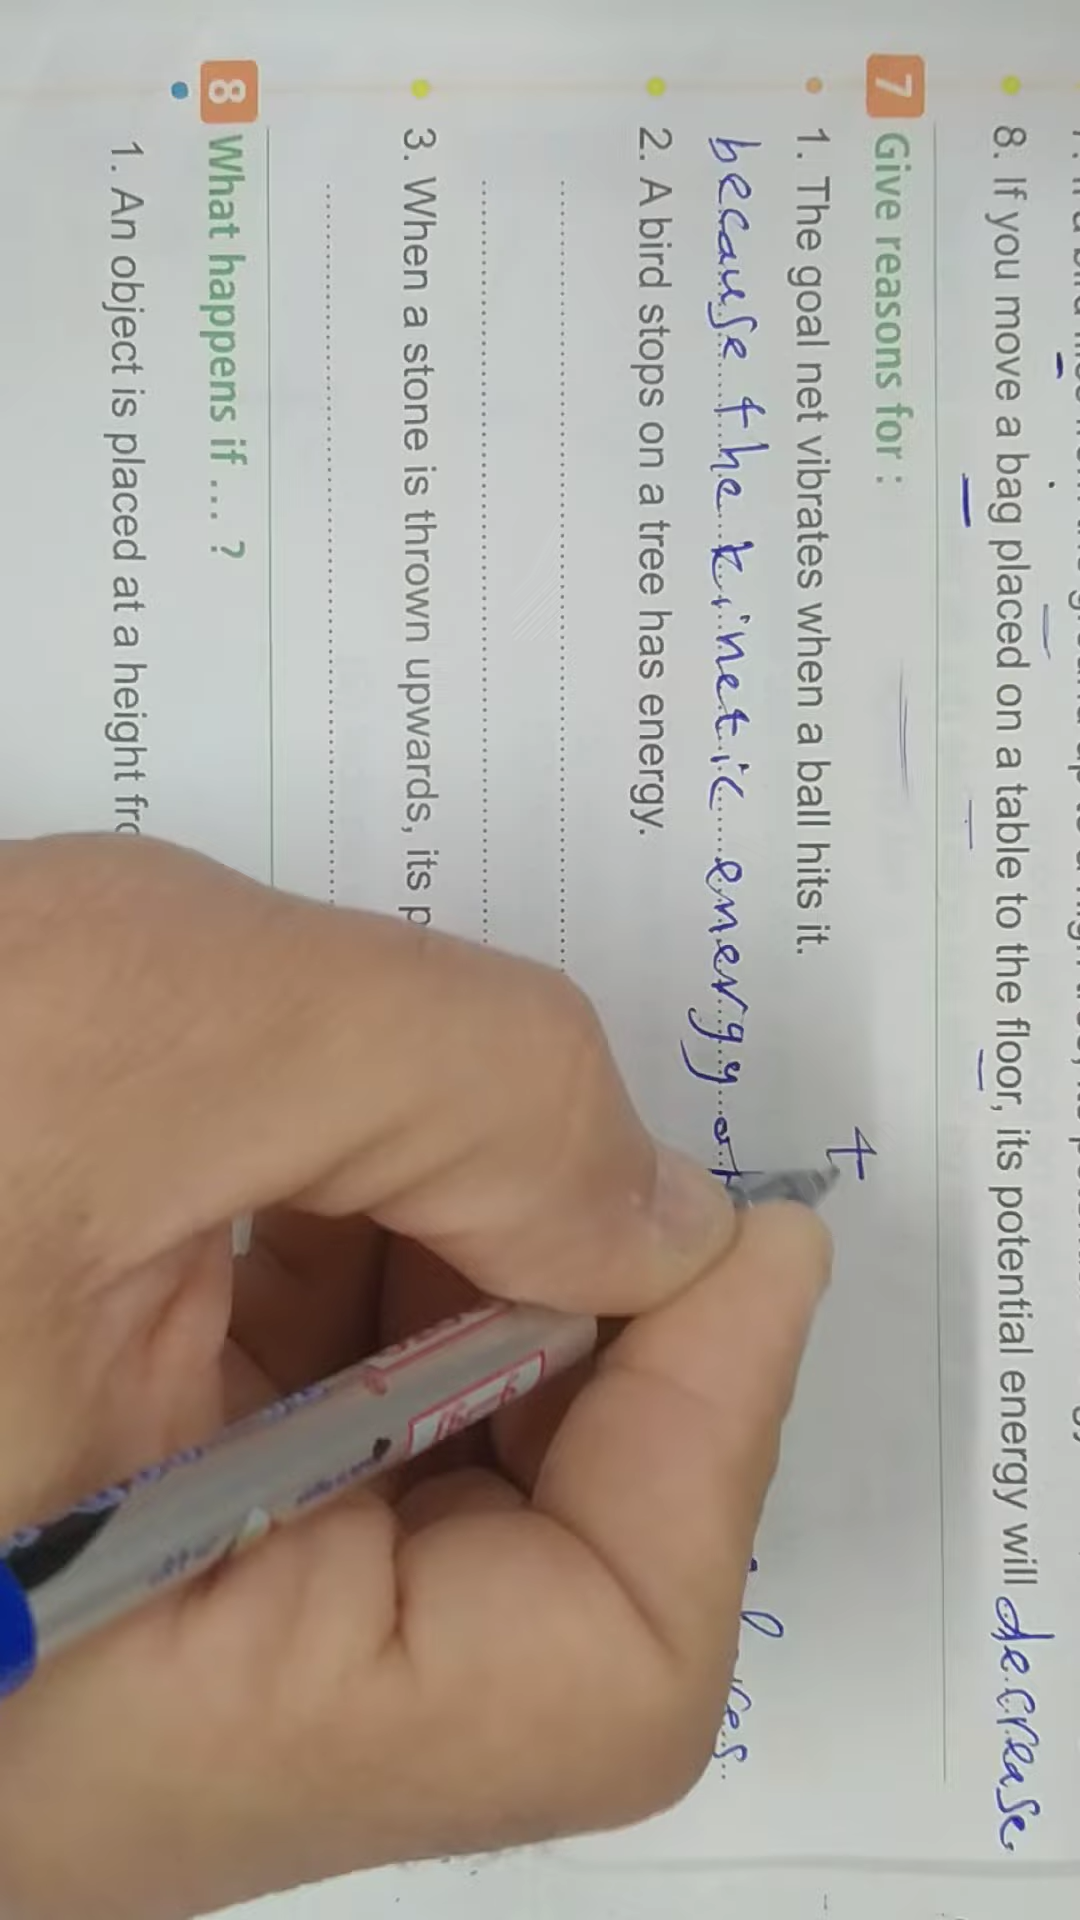 8. If you move a bag placed on a table to the floor, its potential energy will decrease.
7 Give reasons for :
1. The goal net vibrates when a ball hits it.
because the kinetic energy of
2. A bird stops on a tree has energy.
3. When a stone is thrown upwards, its
8 What happens if ... ?
1. An object is placed at a height